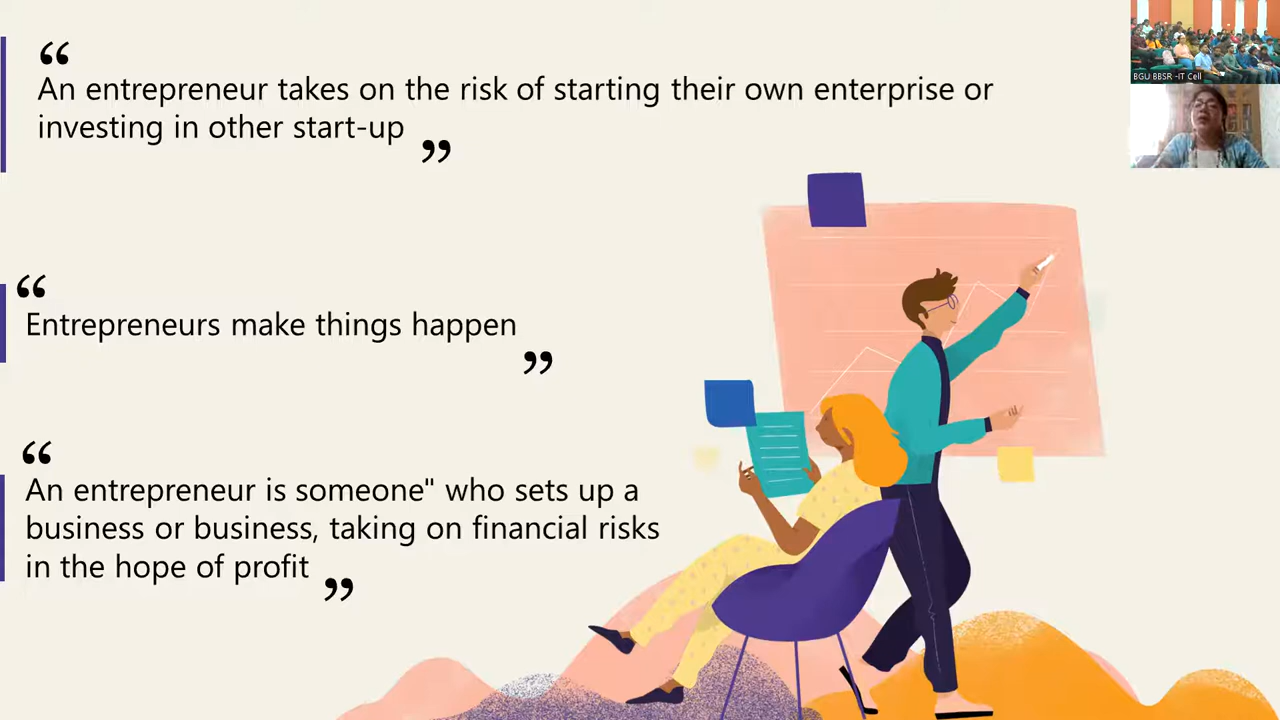 “
An entrepreneur takes on the risk of starting their own enterprise or
investing in other start-up
”
“
Entrepreneurs make things happen
”
“
An entrepreneur is someone" who sets up a
business or business, taking on financial risks
in the hope of profit
”
BGU BBSR -IT Cell